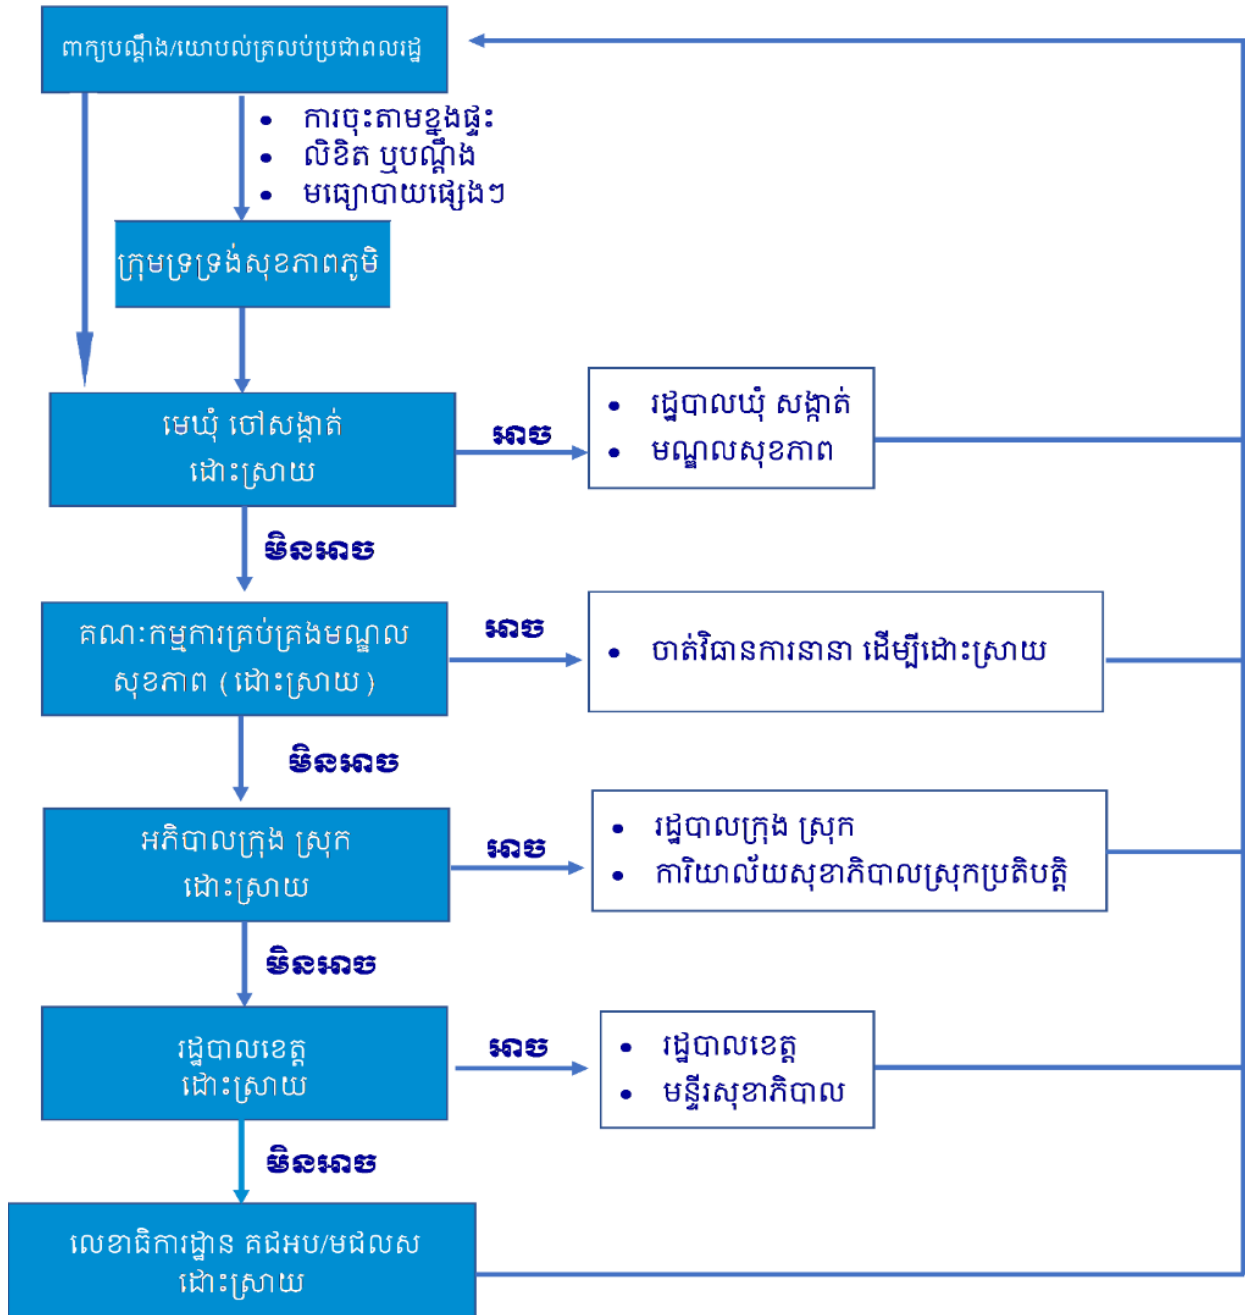 ពាក្យបណ្តឹង/យោបល់ត្រលប់ប្រជាពលរដ្ឋ
• ការចុះតាមខ្នងផ្ទះ
• លិខិត ឬបណ្តឹង
• មធ្យោបាយផ្សេងៗ
ក្រុមទ្រទ្រង់សុខភាពភូមិ
មេឃុំ ចៅសង្កាត់
ដោះស្រាយ
អាច
• រដ្ឋបាលឃុំ សង្កាត់
• មណ្ឌលសុខភាព
មិនអាច
គណៈកម្មការគ្រប់គ្រងមណ្ឌល
សុខភាព (ដោះស្រាយ)
អាច
• ចាត់វិធានការនានា ដើម្បីដោះស្រាយ
មិនអាច
អភិបាលក្រុង ស្រុក
ដោះស្រាយ
អាច
• រដ្ឋបាលក្រុង ស្រុក
• ការិយាល័យសុខាភិបាលស្រុកប្រតិបត្តិ
មិនអាច
រដ្ឋបាលខេត្ត
ដោះស្រាយ
អាច
• រដ្ឋបាលខេត្ត
• មន្ទីរសុខាភិបាល
មិនអាច
លេខាធិការដ្ឋាន គជអប/មជលស
ដោះស្រាយ